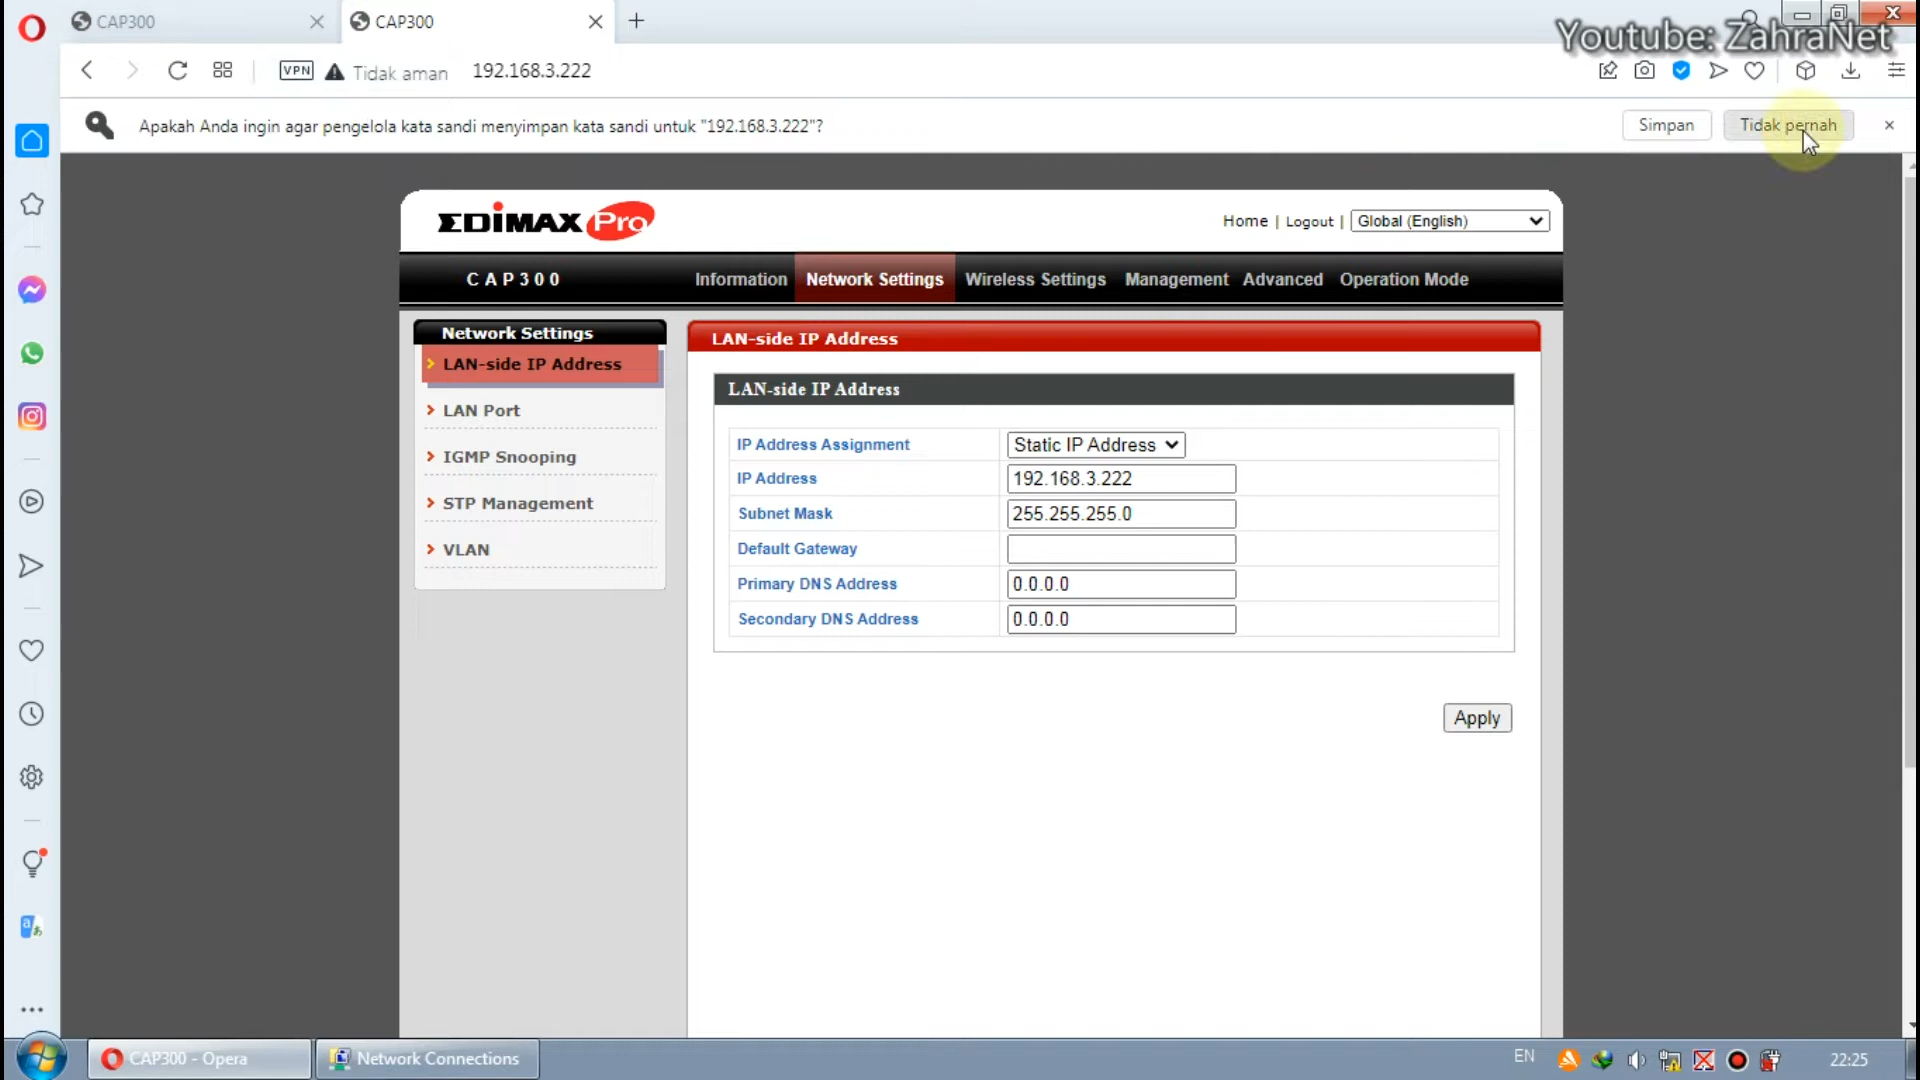 CAP300
CAP300
Youtube: ZahraNet
VPN
Tidak aman
192.168.3.222
Apakah Anda ingin agar pengelola kata sandi menyimpan kata sandi untuk "192.168.3.222"?
Simpan
Tidak pernah
EDIMAX Pro
Home | Logout |
Global (English)
CAP300
Information
Network Settings
Wireless Settings
Management
Advanced
Operation Mode
Network Settings
LAN-side IP Address
LAN Port
IGMP Snooping
STP Management
VLAN
LAN-side IP Address
LAN-side IP Address
IP Address Assignment
Static IP Address
IP Address
192.168.3.222
Subnet Mask
255.255.255.0
Default Gateway
Primary DNS Address
0.0.0.0
Secondary DNS Address
0.0.0.0
Apply
CAP300 - Opera
Network Connections
EN
22:25